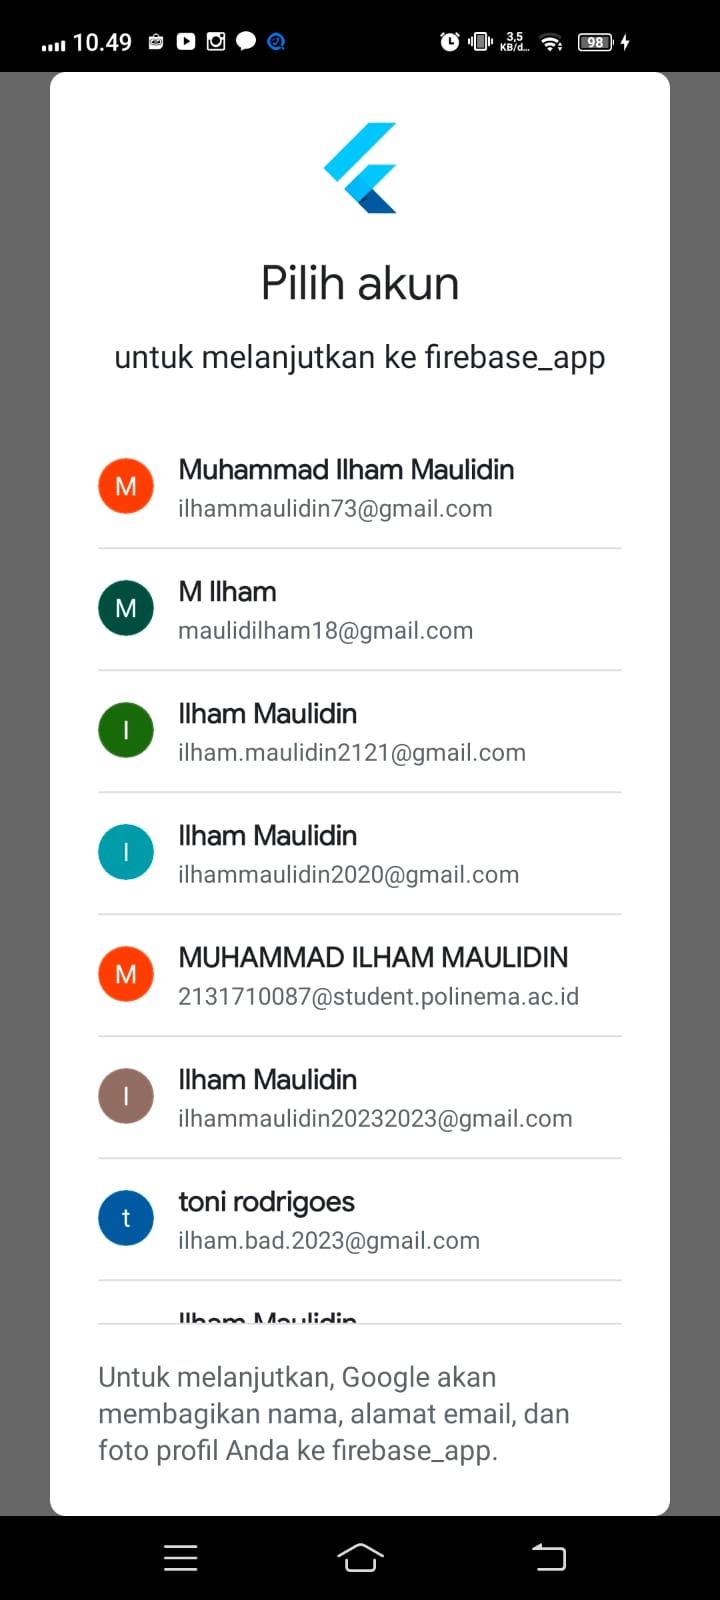 10.49
3,5
KB/d...
98
Pilih akun
untuk melanjutkan ke firebase_app
M
Muhammad Ilham Maulidin
ilhammaulidin73@gmail.com
M
M Ilham
maulidilham18@gmail.com
I
Ilham Maulidin
ilham.maulidin2121@gmail.com
I
Ilham Maulidin
ilhammaulidin2020@gmail.com
M
MUHAMMAD ILHAM MAULIDIN
2131710087@student.polinema.ac.id
I
Ilham Maulidin
ilhammaulidin20232023@gmail.com
t
toni rodrigoes
ilham.bad.2023@gmail.com
Ilham Maulidin
Untuk melanjutkan, Google akan
membagikan nama, alamat email, dan
foto profil Anda ke firebase_app.